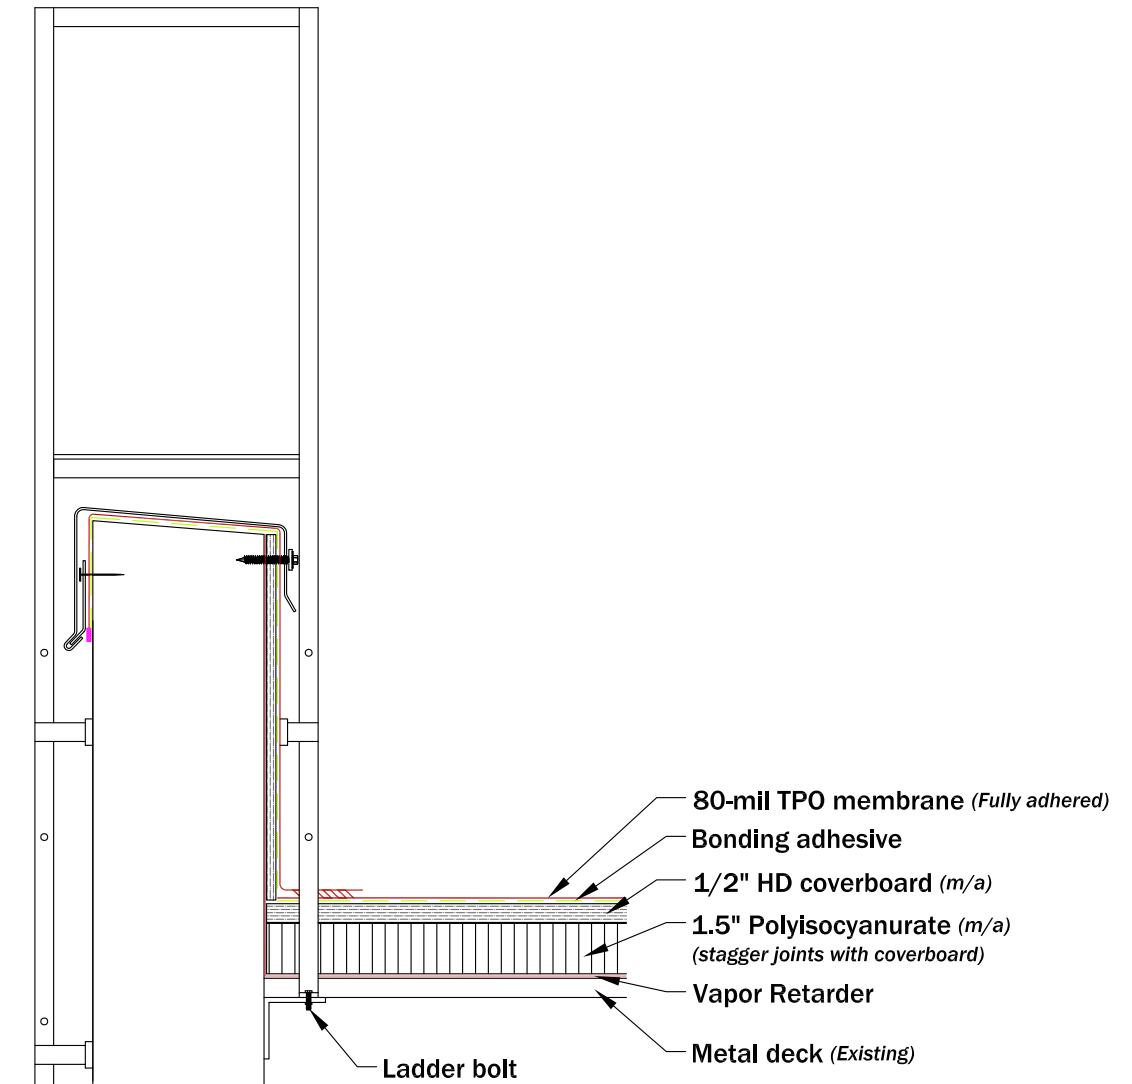 80-mil TPO membrane (Fully adhered)
Bonding adhesive
1/2" HD coverboard (m/a)
1.5" Polyisocyanurate (m/a)
(stagger joints with coverboard)
Vapor Retarder
Metal deck (Existing)
Ladder bolt